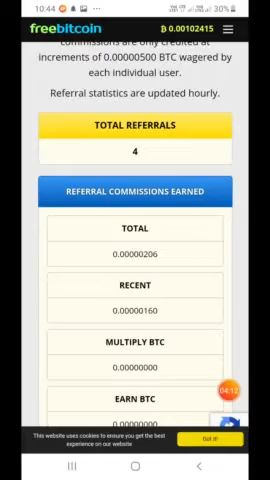 10:44 30%
freebitcoin ₿ 0.00102415
commissions are only credited at
increments of 0.00000500 BTC wagered by
each individual user.
Referral statistics are updated hourly.
TOTAL REFERRALS
4
REFERRAL COMMISSIONS EARNED
TOTAL
0.00000206
RECENT
0.00000160
MULTIPLY BTC
0.00000000
04:12
EARN BTC
0.00000000
This website uses cookies to ensure you get the best
experience on our website
Got it!